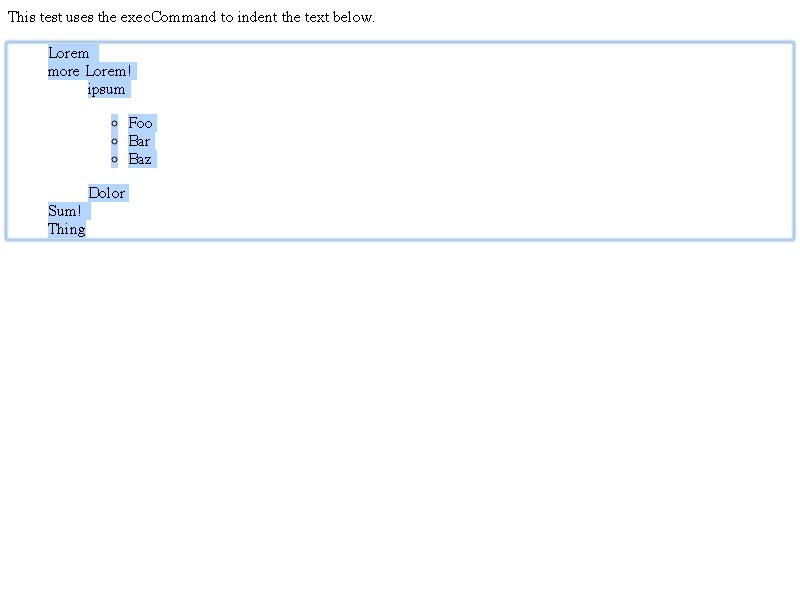 This test uses the execCommand to indent the text below.
Lorem
more Lorem!
ipsum
Foo
Bar
Baz
Dolor
Sum!
Thing